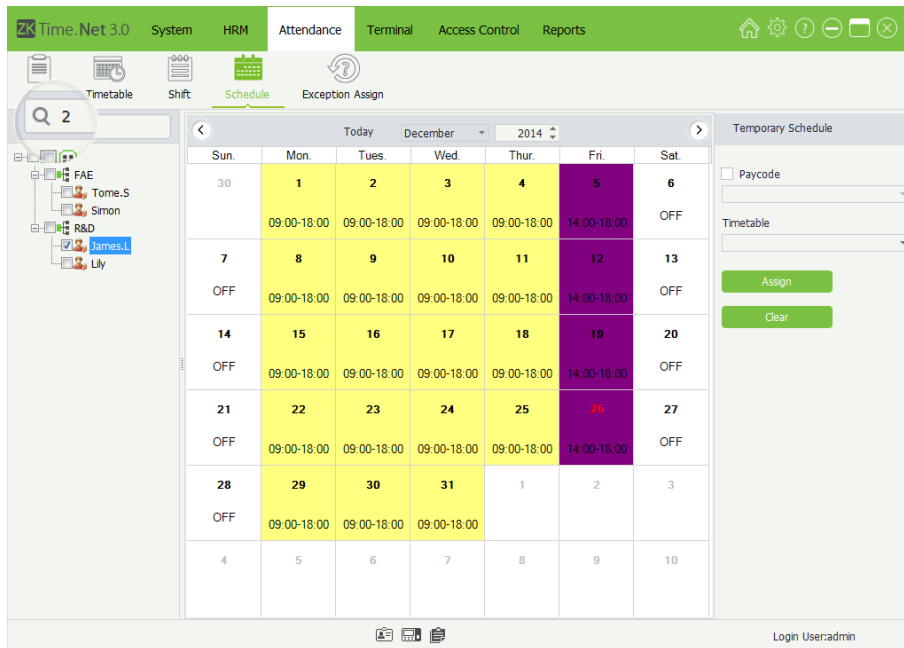 ZK Time.Net 3.0 System HRM Attendance Terminal Access Control Reports
Timetable Shift Schedule Exception Assign
2
FAE
Tome.S
Simon
R&D
James.L
Lily
Today December 2014
Sun. Mon. Tues. Wed. Thur. Fri. Sat.
30 1 2 3 4 5 6
09:00-18:00 09:00-18:00 09:00-18:00 09:00-18:00 14:00-18:00 OFF
7 8 9 10 11 12 13
OFF 09:00-18:00 09:00-18:00 09:00-18:00 09:00-18:00 14:00-18:00 OFF
14 15 16 17 18 19 20
OFF 09:00-18:00 09:00-18:00 09:00-18:00 09:00-18:00 14:00-18:00 OFF
21 22 23 24 25 26 27
OFF 09:00-18:00 09:00-18:00 09:00-18:00 09:00-18:00 14:00-18:00 OFF
28 29 30 31 1 2 3
OFF 09:00-18:00 09:00-18:00 09:00-18:00
4 5 6 7 8 9 10
Temporary Schedule
Paycode
Timetable
Assign
Clear
Login User:admin